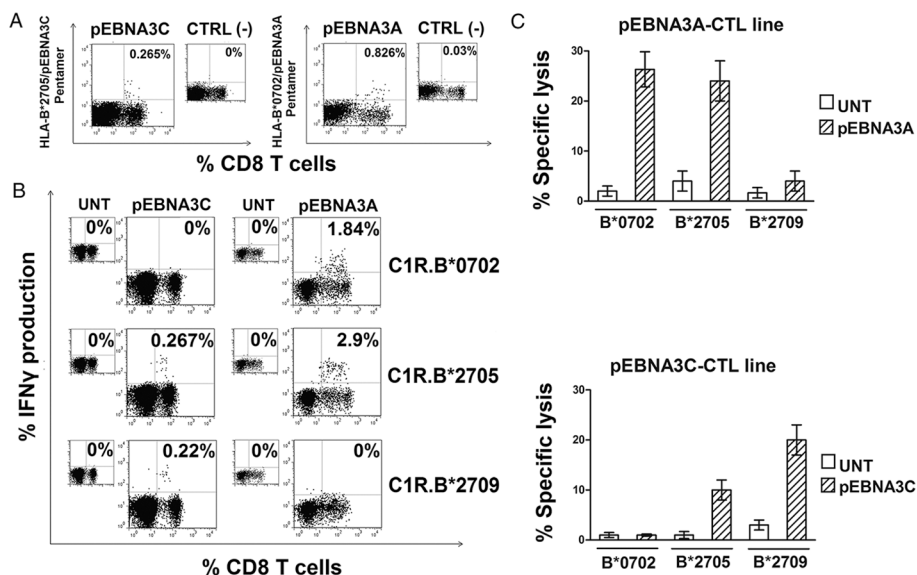 A
pEBNA3C
CTRL (-)
pEBNA3A
CTRL (-)
HLA-B*2705/pEBNA3C
Pentamer
0.265%
0%
HLA-B*0702/pEBNA3A
Pentamer
0.826%
0.03%
% CD8 T cells
B
UNT
pEBNA3C
UNT
pEBNA3A
% IFNγ production
0%
0%
0%
1.84%
C1R.B*0702
0%
0.267%
0%
2.9%
C1R.B*2705
0%
0.22%
0%
0%
C1R.B*2709
% CD8 T cells
C
pEBNA3A-CTL line
% Specific lysis
30
20
10
0
UNT
pEBNA3A
B*0702
B*2705
B*2709
pEBNA3C-CTL line
% Specific lysis
30
20
10
0
UNT
pEBNA3C
B*0702
B*2705
B*2709